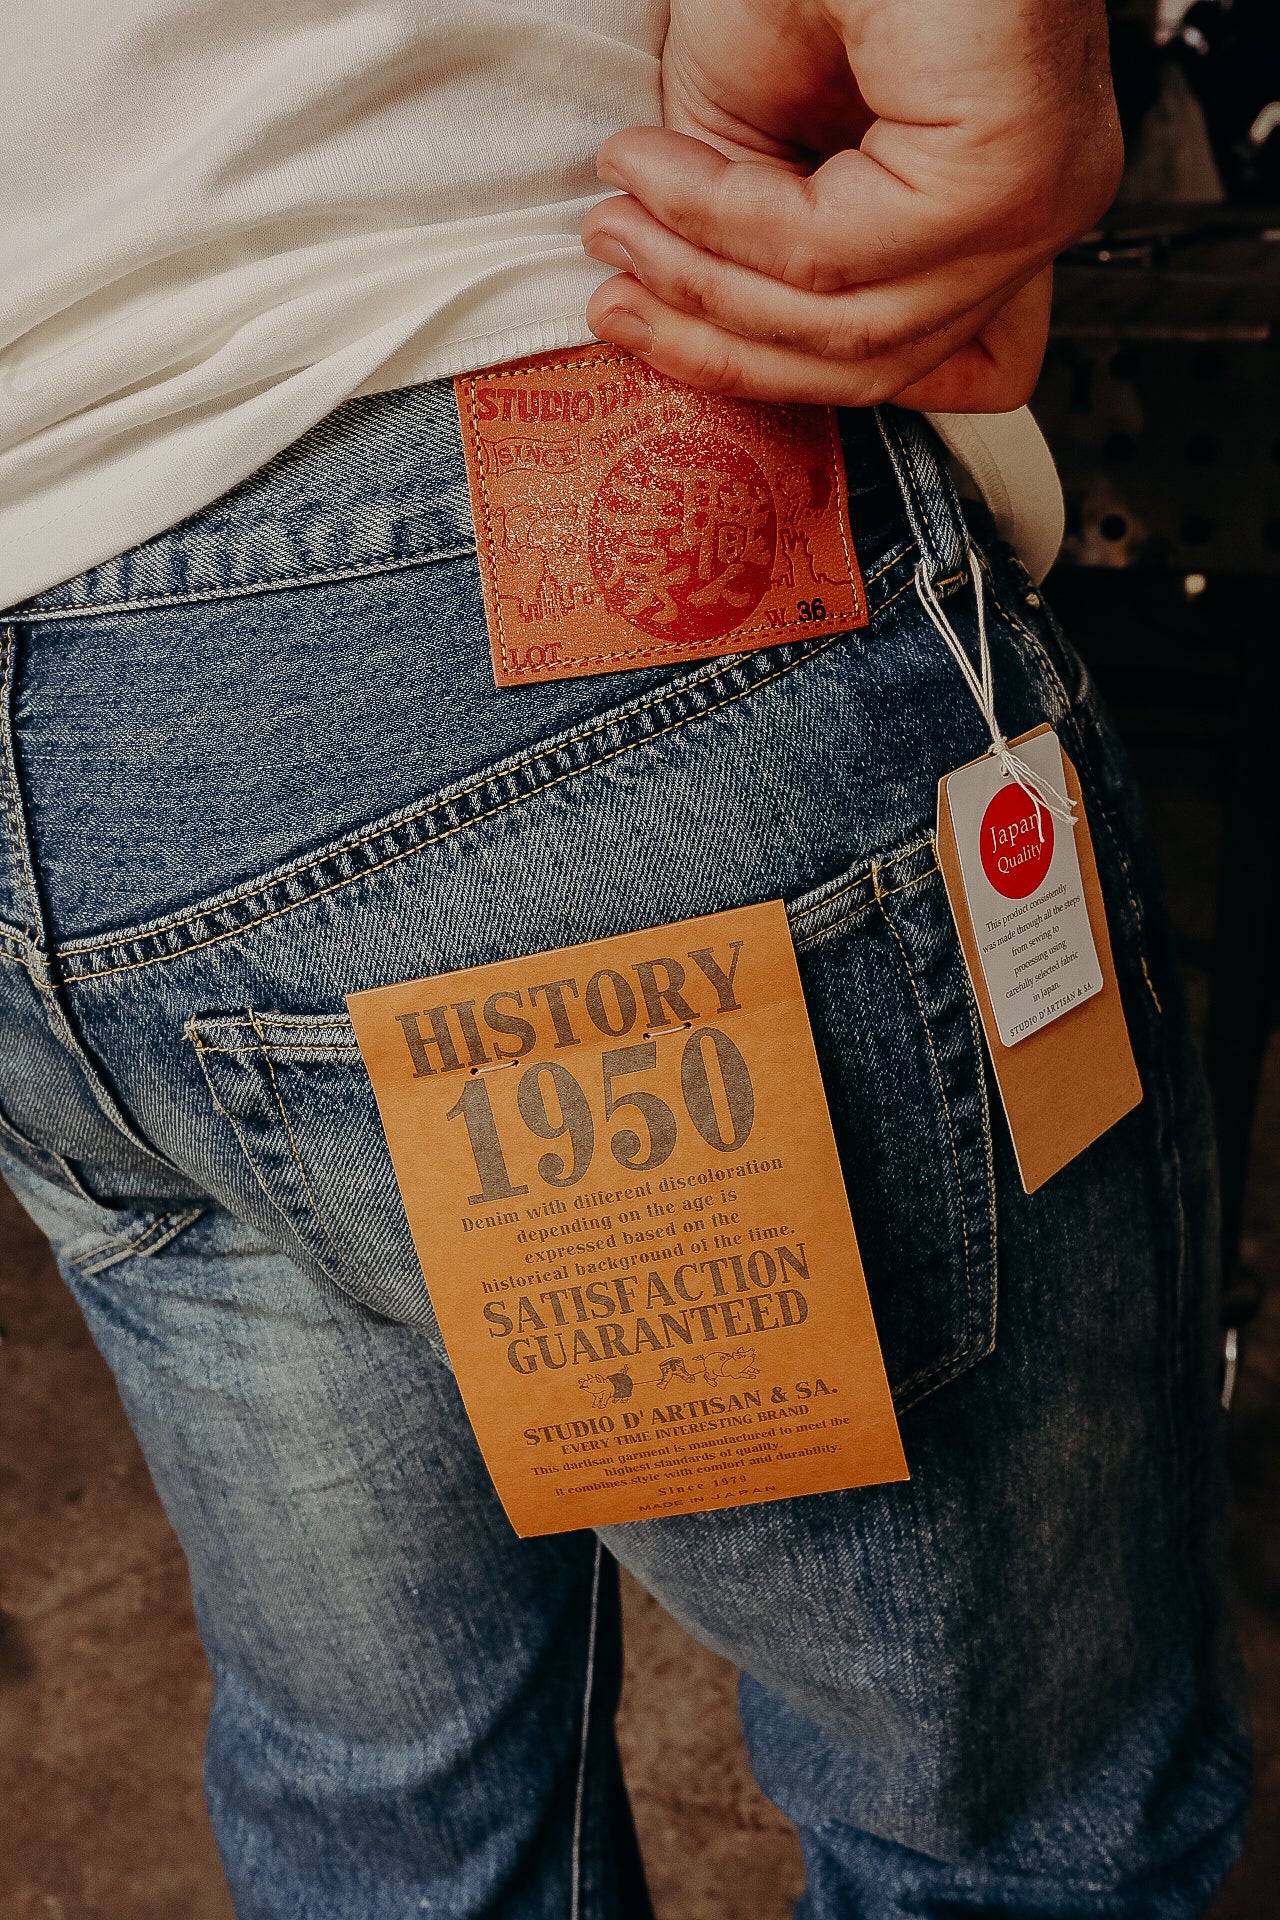 STUDIO
SINCE
Made in
W. 36
LOT
Japan
Quality
This product consistently
was made through all the steps
from sewing to
processing using
carefully selected fabric
in Japan.
STUDIO D'ARTISAN & SA.
HISTORY
1950
Denim with different discoloration
depending on the age is
expressed based on the
historical background of the time.
SATISFACTION
GUARANTEED
STUDIO D' ARTISAN & SA.
EVERY TIME INTERESTING BRAND
This dartisan garment is manufactured to meet the
highest standards of quality.
It combines style with comfort and durability.
Since 1979
MADE IN JAPAN